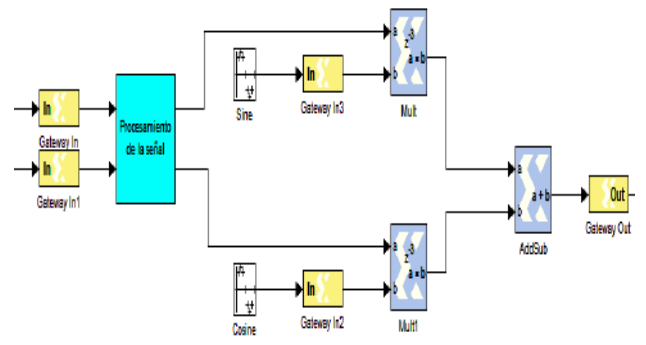 a
z-3
a = b
b
Mult
In
Gateway In3
Sine
In
Gateway In
Procesamiento
de la señal
In
Gateway In1
a
a + b
b
AddSub
Out
Gateway Out
a
z-3
a = b
b
Mult1
In
Gateway In2
Cosine